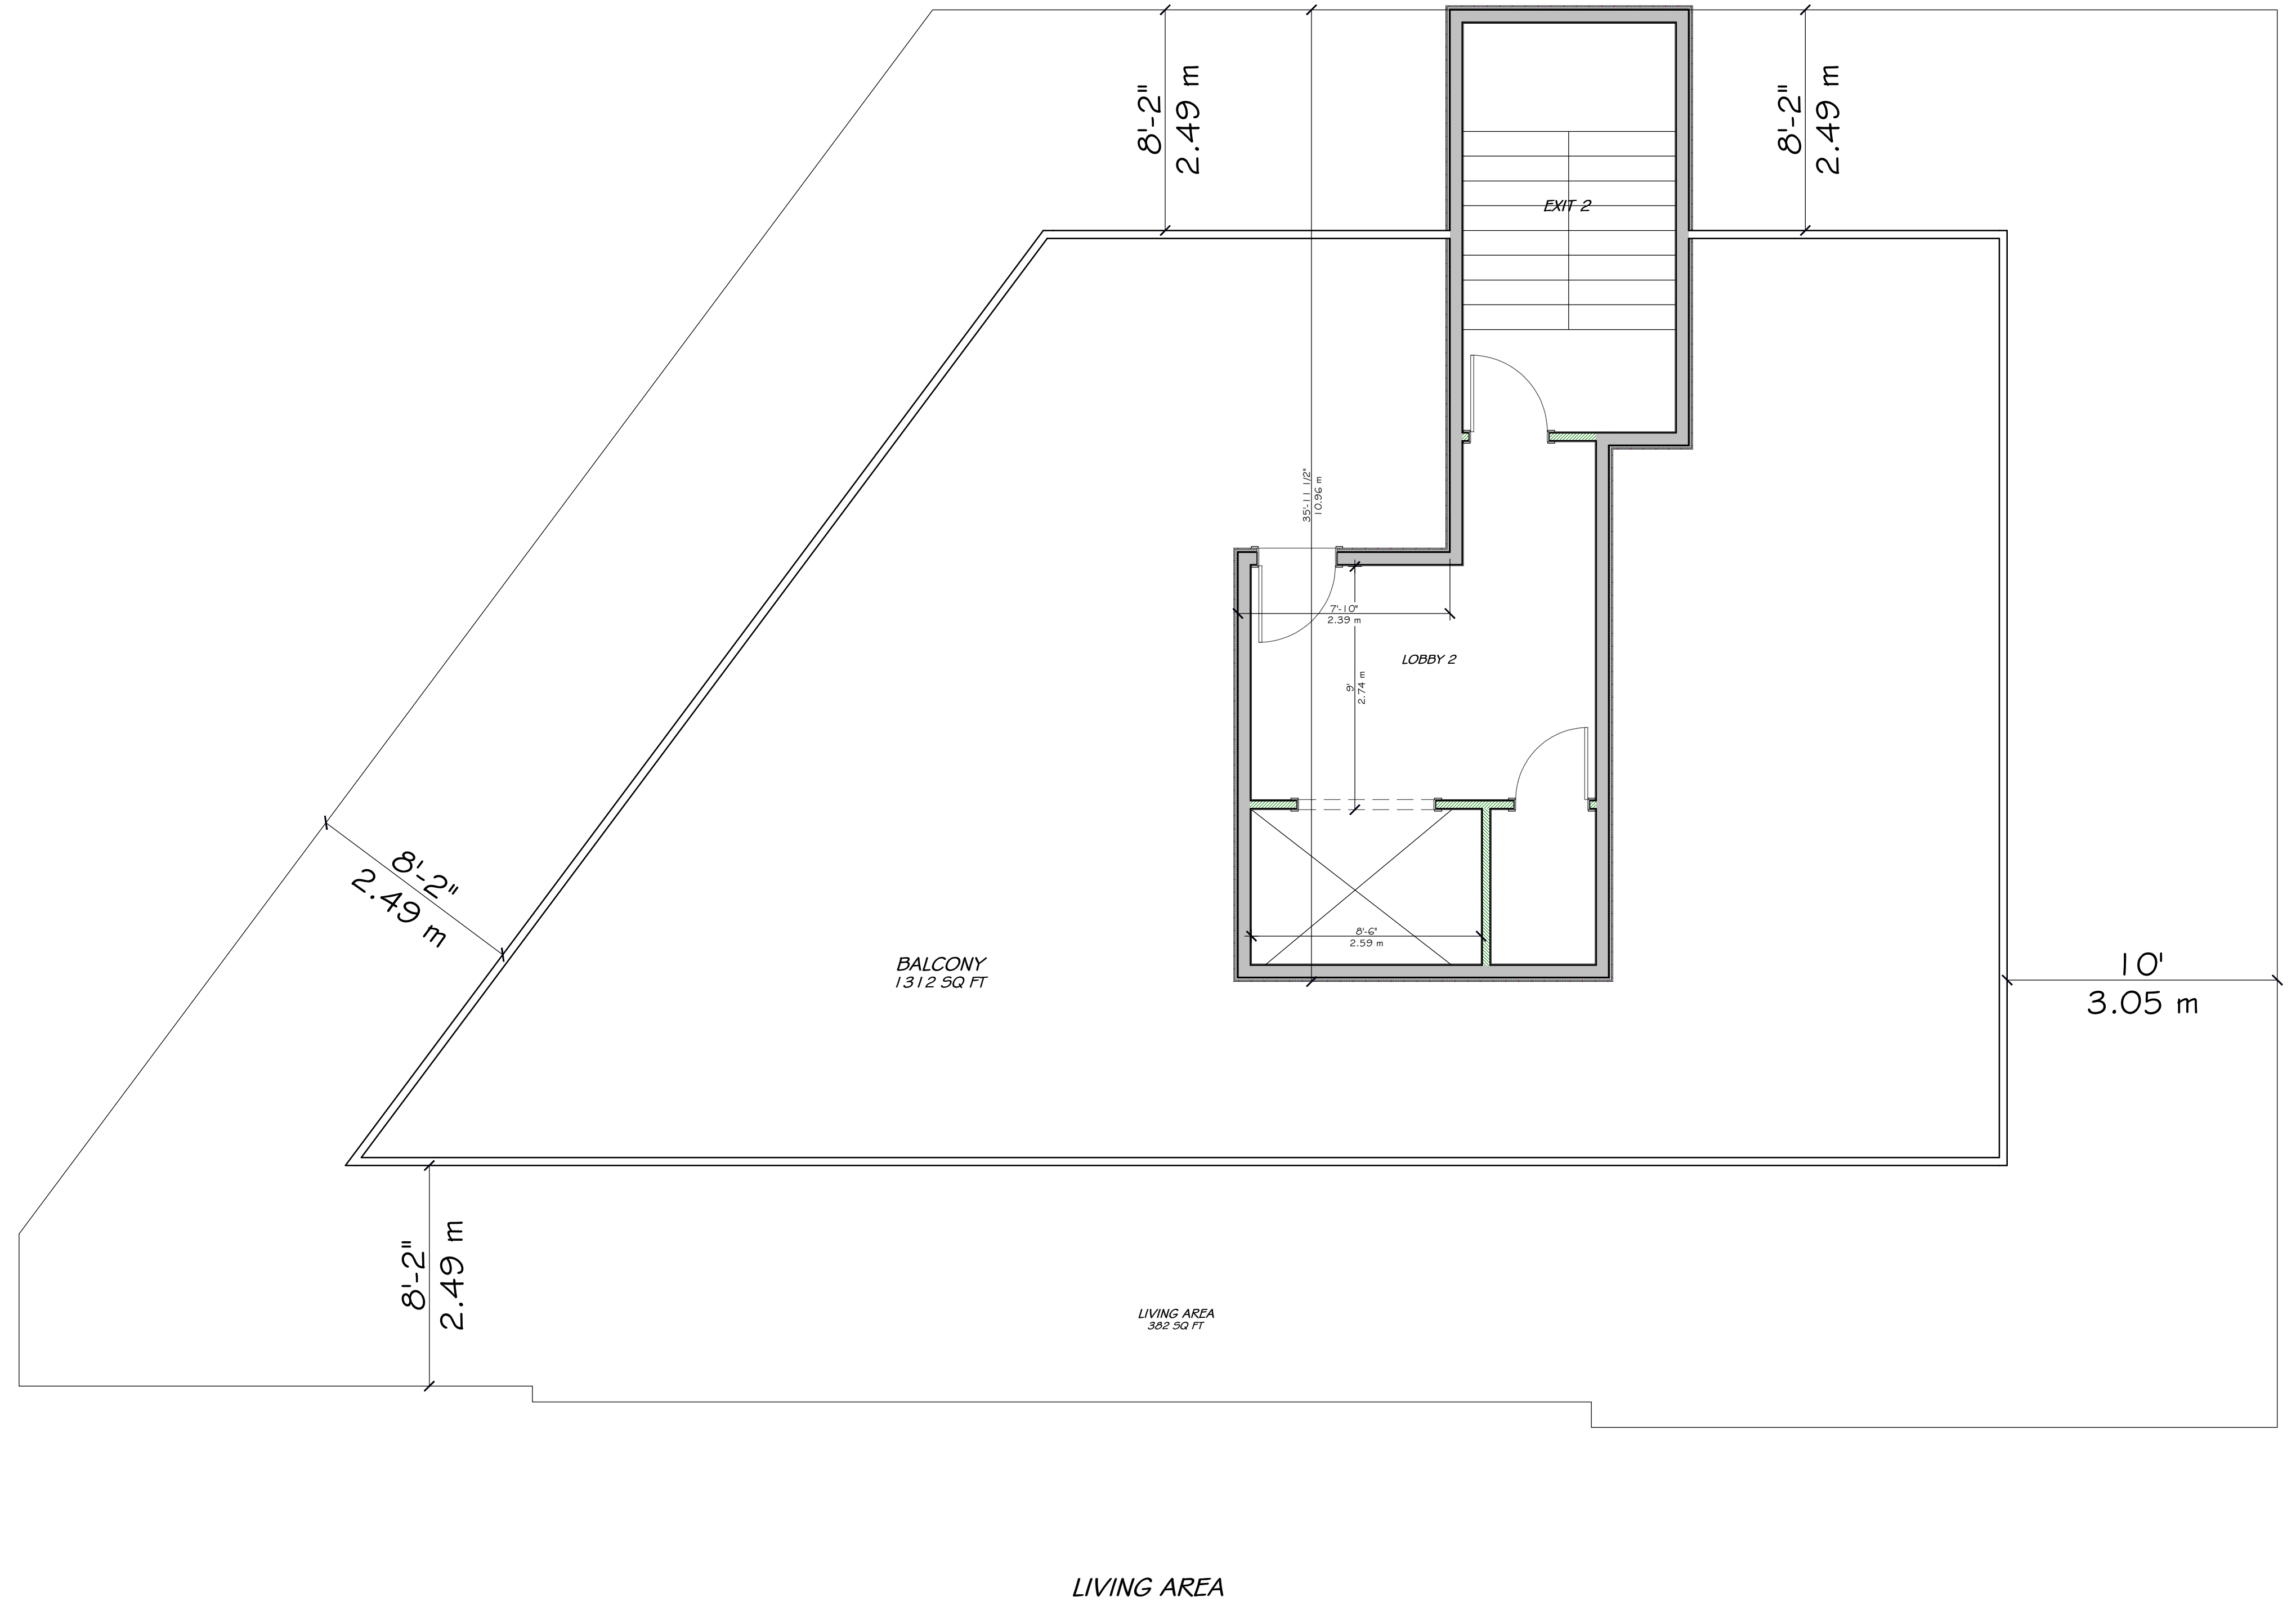 8'-2"
2.49 m
8'-2"
2.49 m
EXIT 2
35'-11 1/2"
10.96 m
7'-10"
2.39 m
LOBBY 2
9'
2.74 m
8'-2"
2.49 m
8'-6"
2.59 m
BALCONY
1312 SQ FT
10'
3.05 m
8'-2"
2.49 m
LIVING AREA
382 SQ FT
LIVING AREA